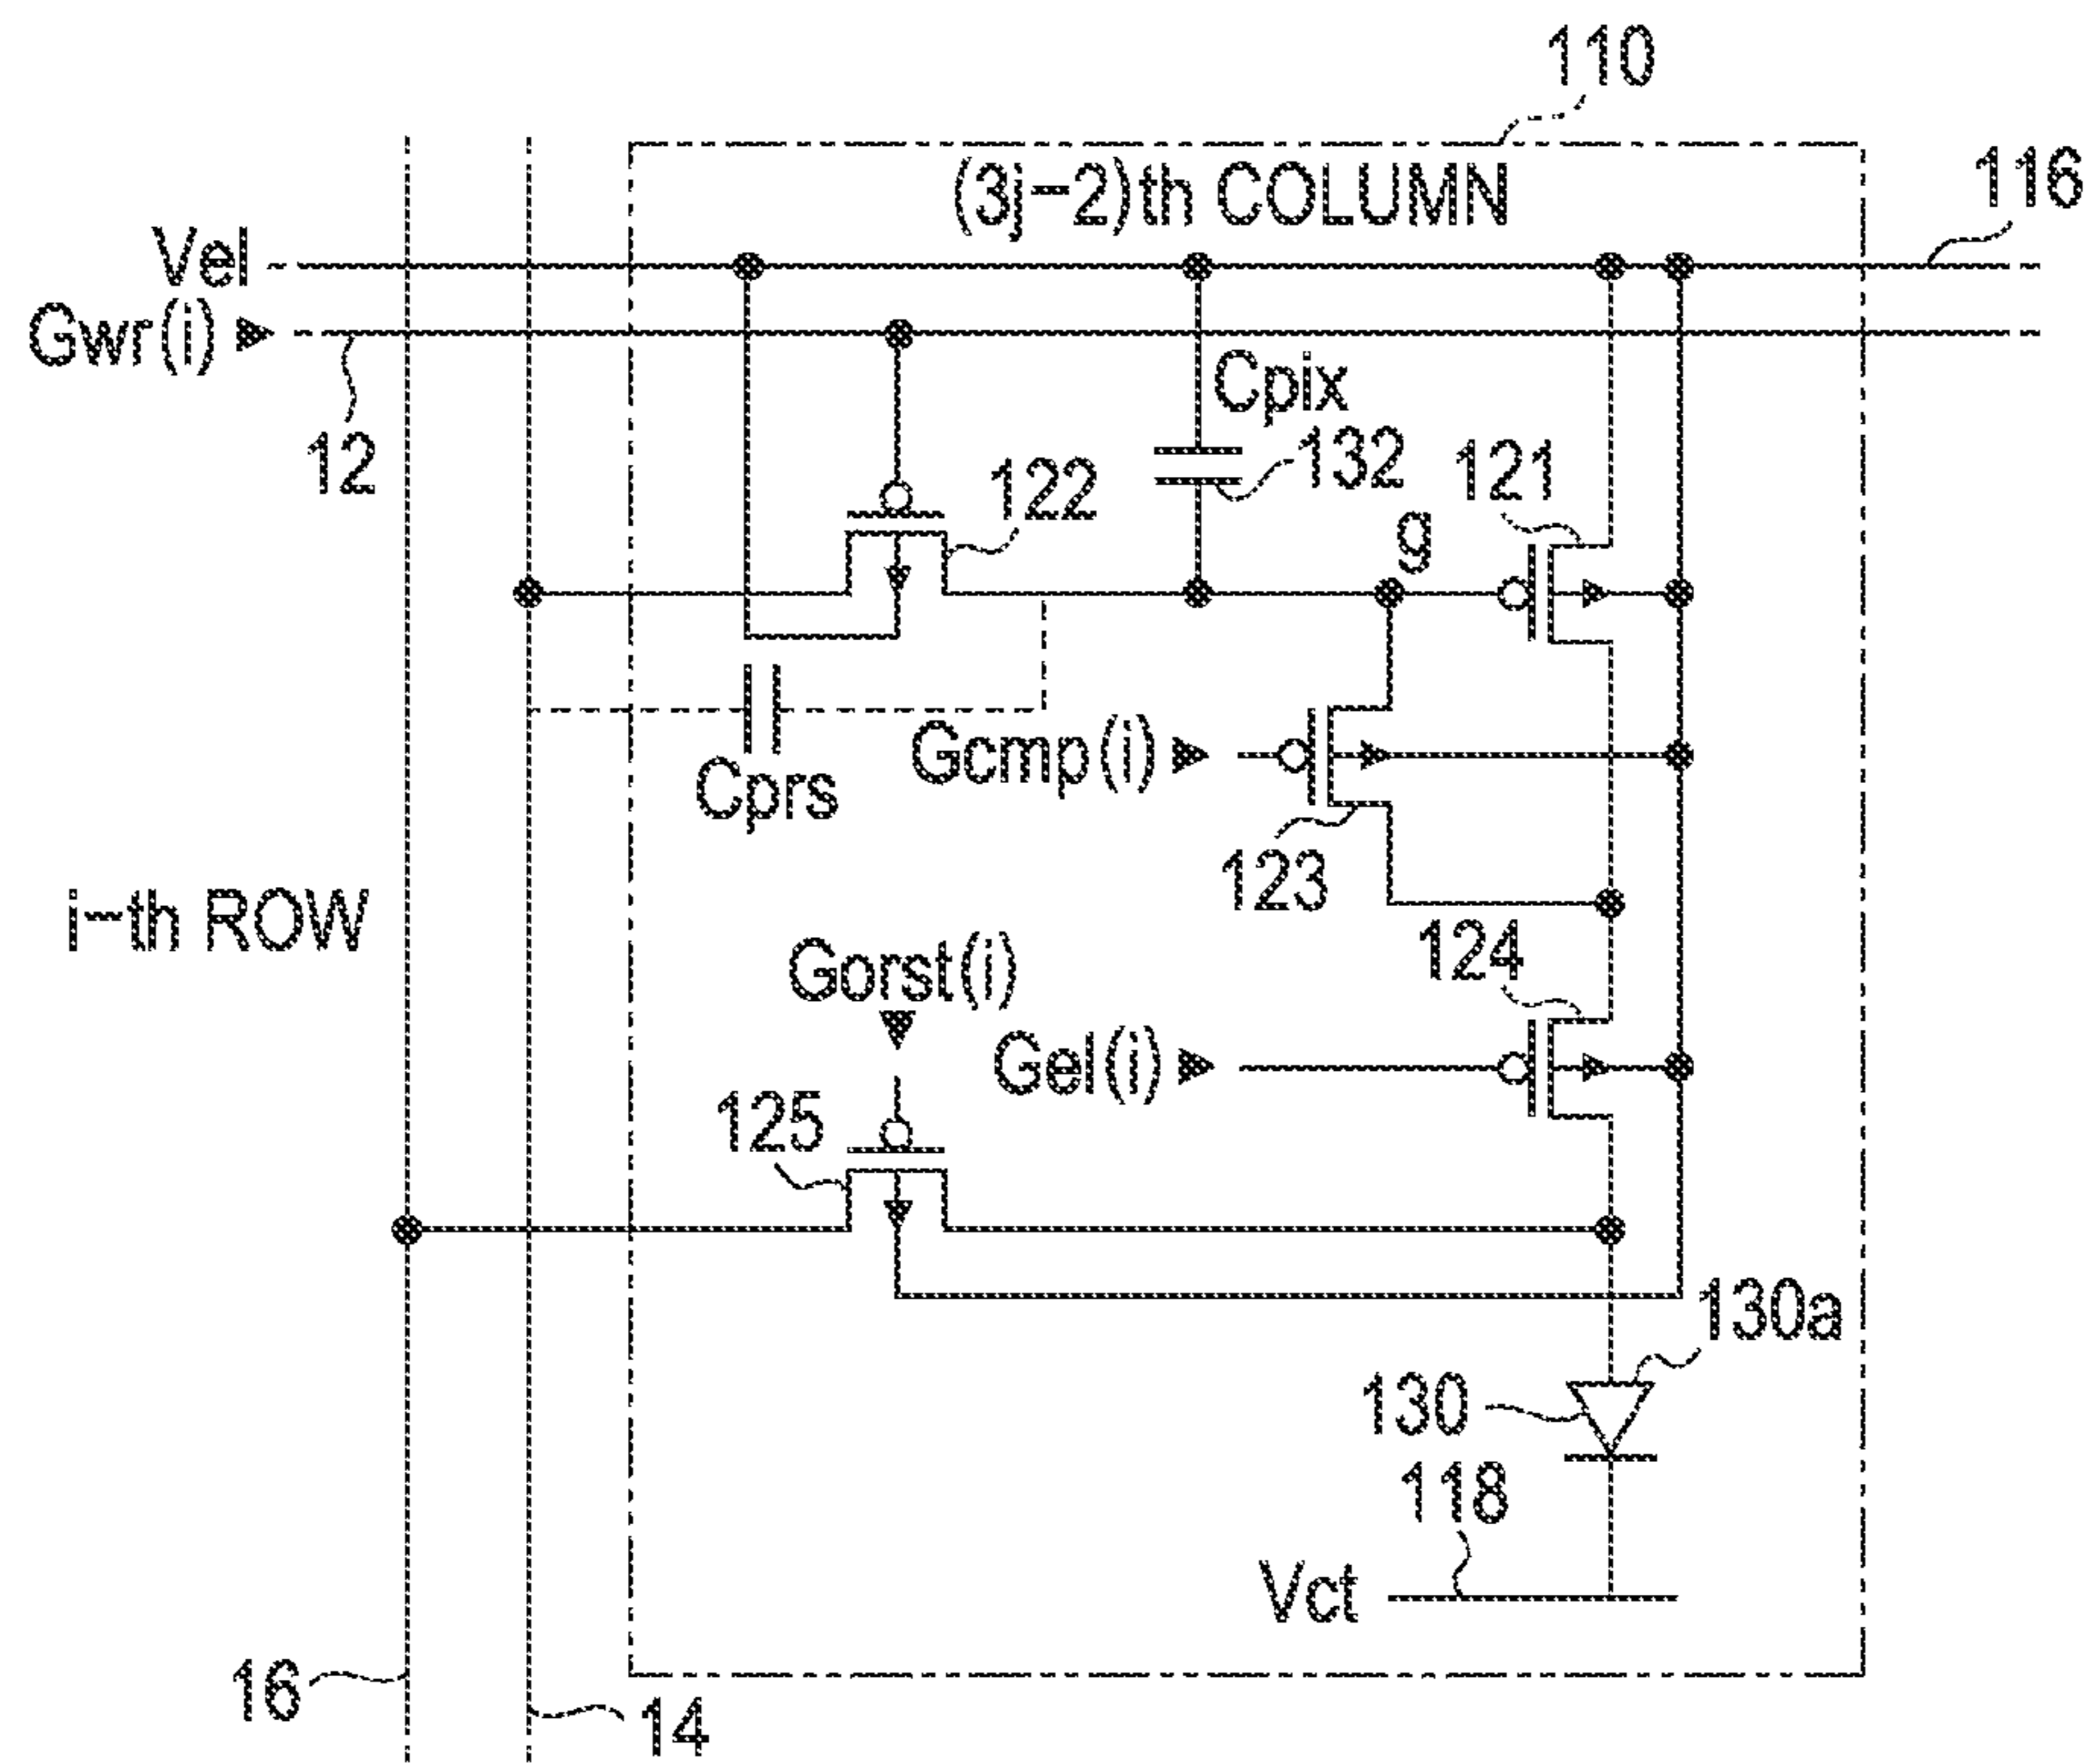 110
(3j-2)th COLUMN
116
Vel
Gwr(i)
12
Cpix
132
121
122
g
Gcmp(i)
Cprs
123
i-th ROW
124
Gorst(i)
Gel(i)
125
130a
130
118
Vct
16
14